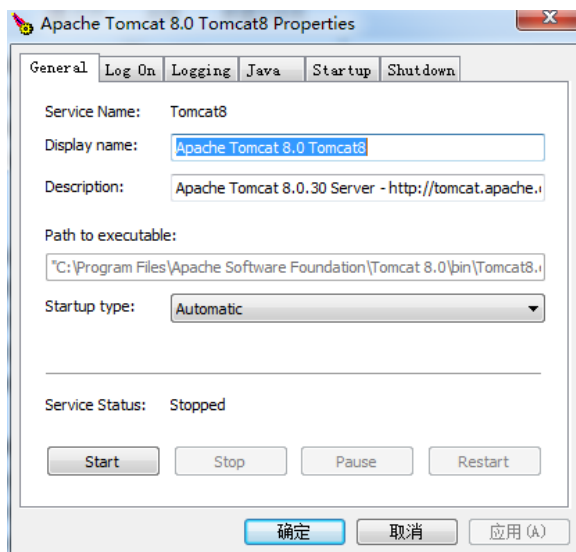 Apache Tomcat 8.0 Tomcat8 Properties
General Log On Logging Java Startup Shutdown
Service Name: Tomcat8
Display name: Apache Tomcat 8.0 Tomcat8
Description: Apache Tomcat 8.0.30 Server - http://tomcat.apache.
Path to executable:
"C:\Program Files\Apache Software Foundation\Tomcat 8.0\bin\Tomcat8.
Startup type: Automatic
Service Status: Stopped
Start Stop Pause Restart
确定 取消 应用(A)